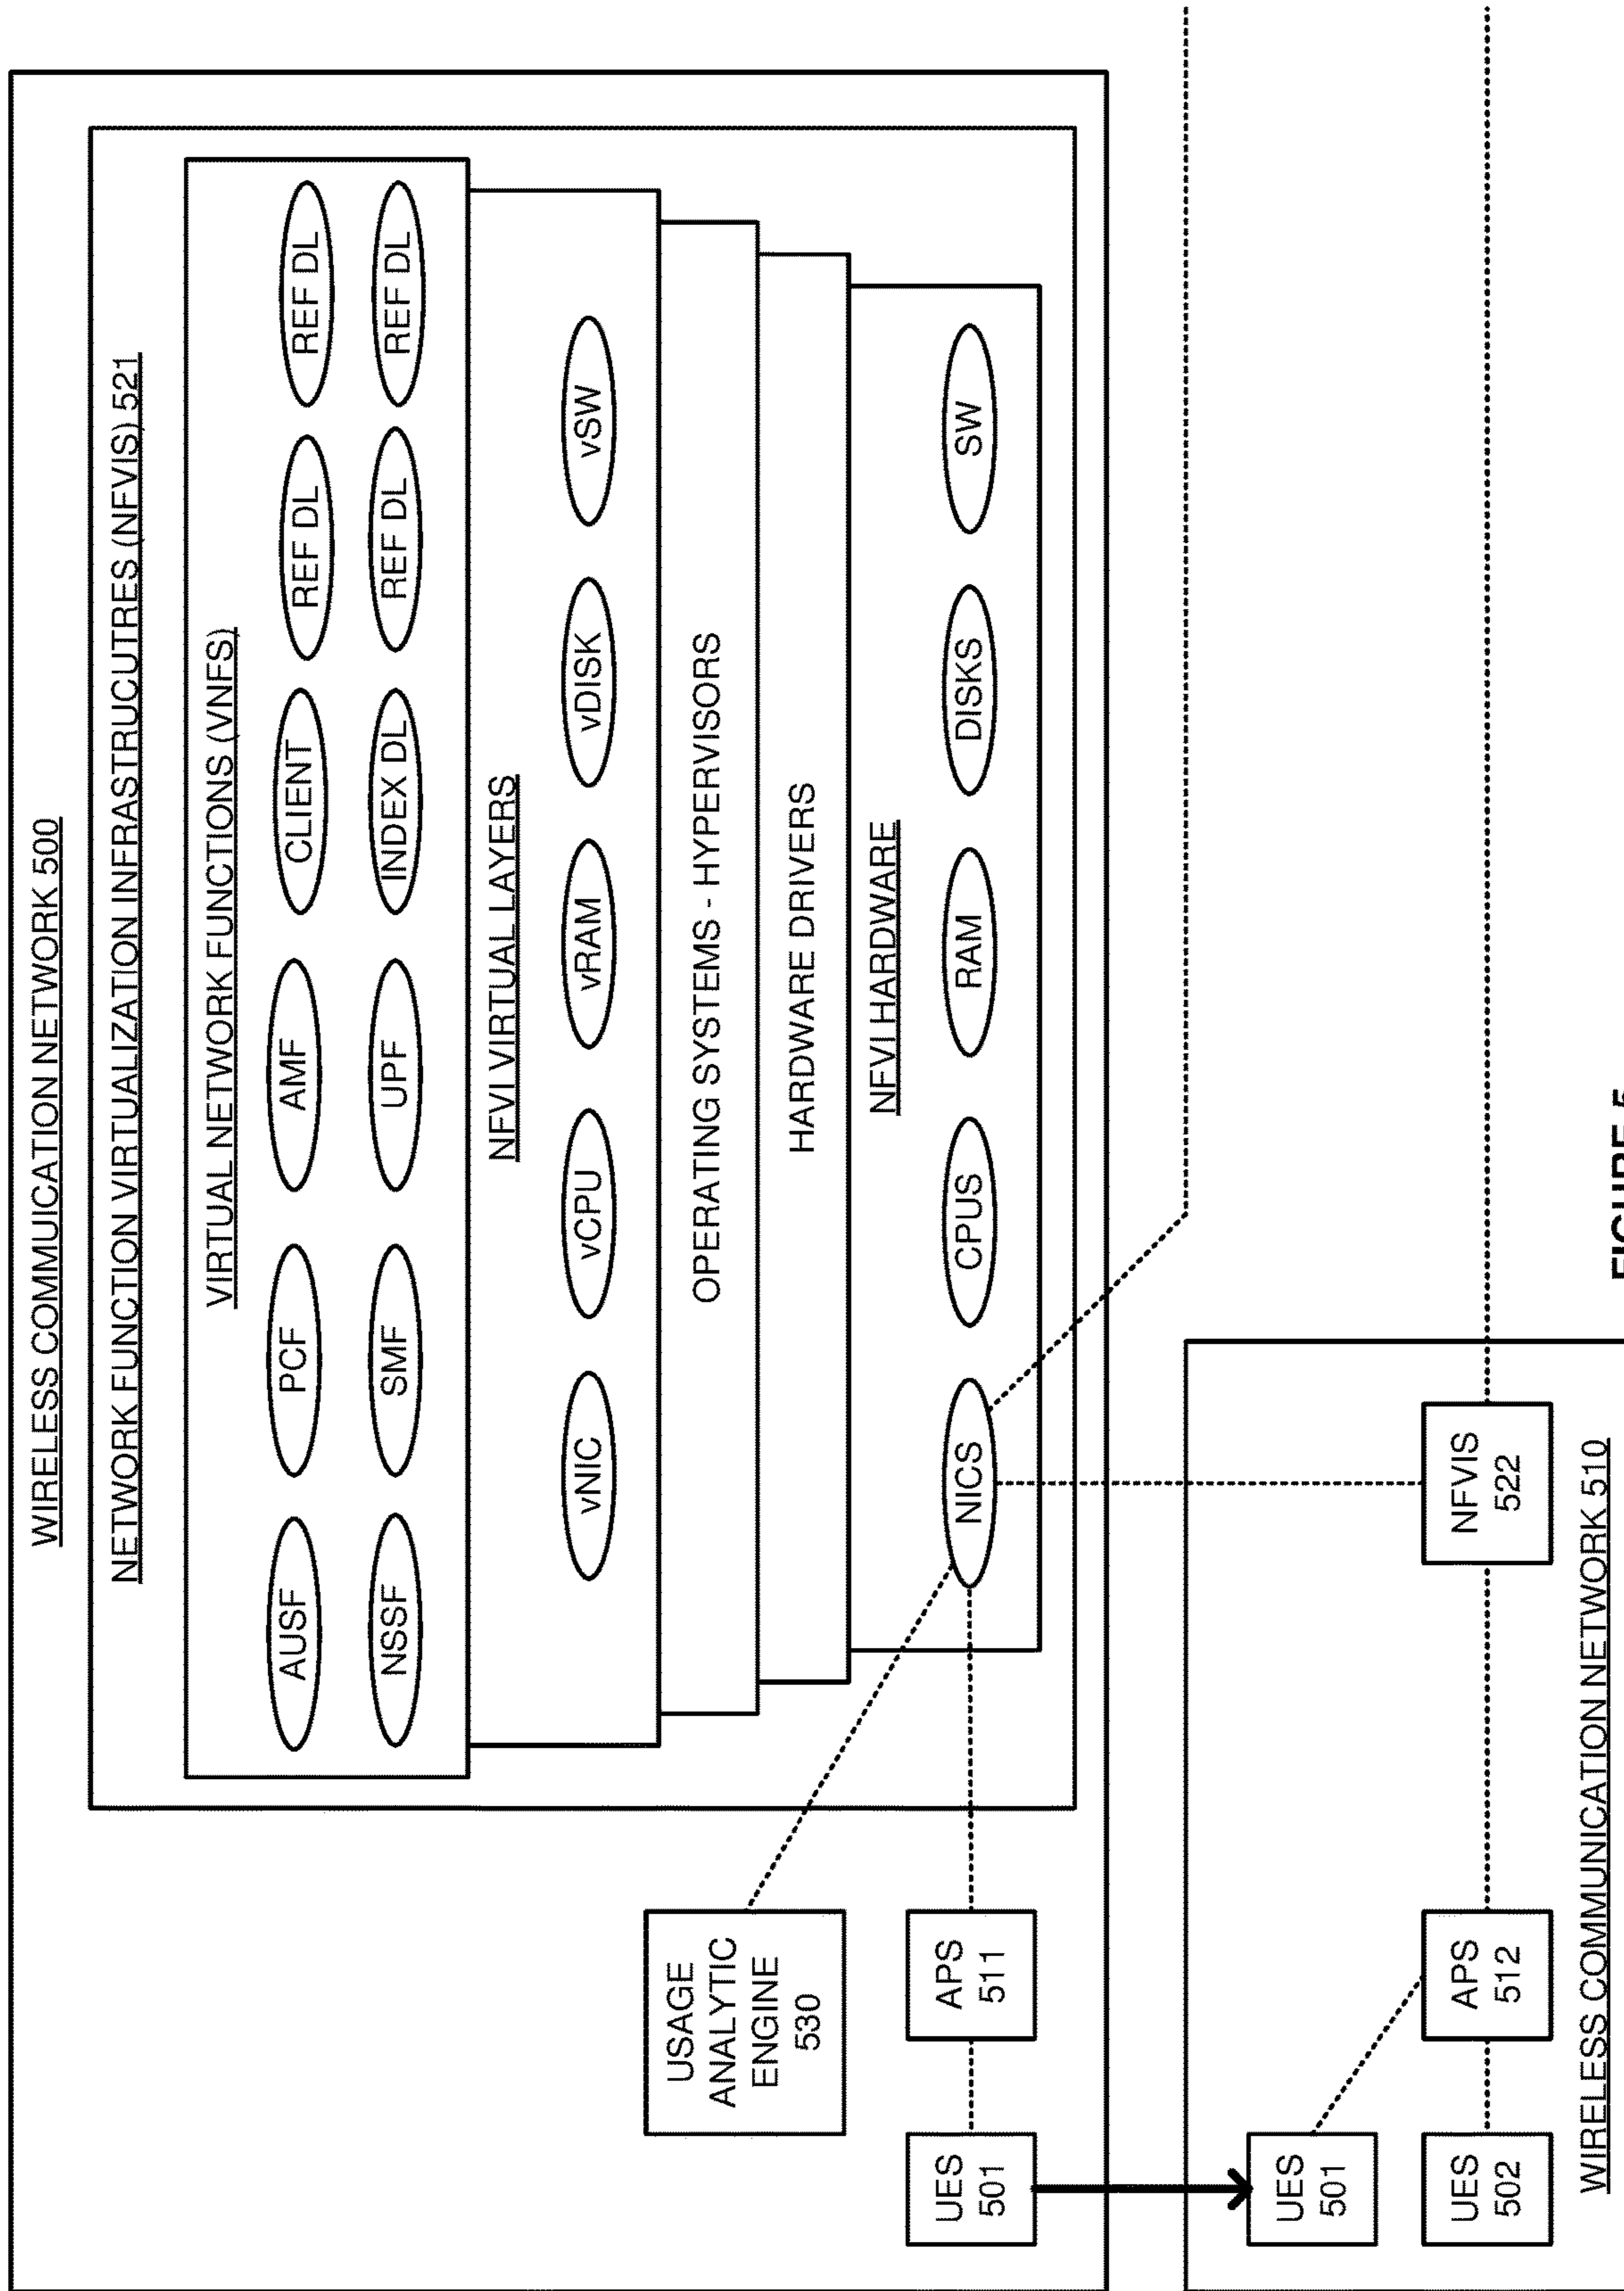 WIRELESS COMMUICATION NETWORK 500
NETWORK FUNCTION VIRTUALIZATION INFRASTRUCUTRES (NFVIS) 521
VIRTUAL NETWORK FUNCTIONS (VNFS)
AUSF PCF AMF CLIENT REF DL REF DL
NSSF SMF UPF INDEX DL REF DL REF DL
NFVI VIRTUAL LAYERS
vNIC vCPU vRAM vDISK vSW
OPERATING SYSTEMS - HYPERVISORS
HARDWARE DRIVERS
NFVI HARDWARE
NICS CPUS RAM DISKS SW
USAGE
ANALYTIC
ENGINE
530
UES
501
APS
511
UES
501
UES
502
APS
512
NFVIS
522
WIRELESS COMMUNICATION NETWORK 510
FIGURE 5